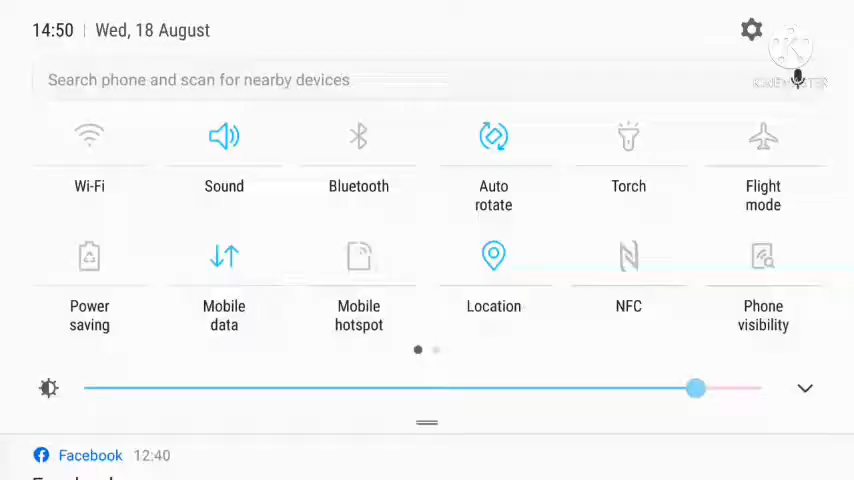 14:50 | Wed, 18 August
Search phone and scan for nearby devices
KINEMASTER
Wi-Fi
Sound
Bluetooth
Auto
rotate
Torch
Flight
mode
Power
saving
Mobile
data
Mobile
hotspot
Location
NFC
Phone
visibility
Facebook 12:40